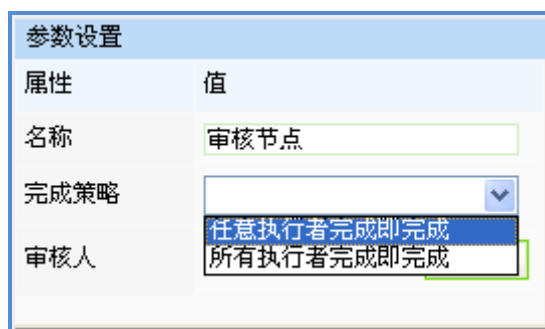 参数设置
属性 值
名称 审核节点
完成策略
任意执行者完成即完成
审核人 所有执行者完成即完成